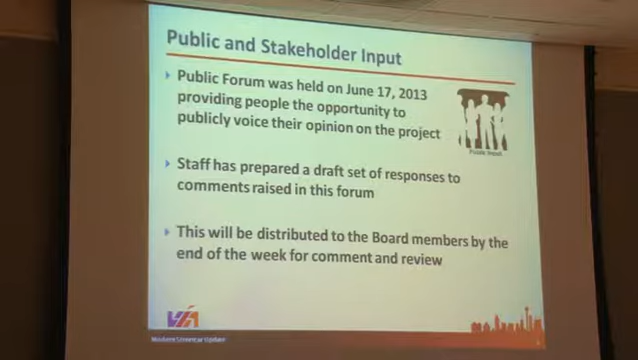 Public and Stakeholder Input
Public Forum was held on June 17, 2013
providing people the opportunity to
publicly voice their opinion on the project
Public Input
Staff has prepared a draft set of responses to
comments raised in this forum
This will be distributed to the Board members by the
end of the week for comment and review
VIA
Modern Streetcar Update